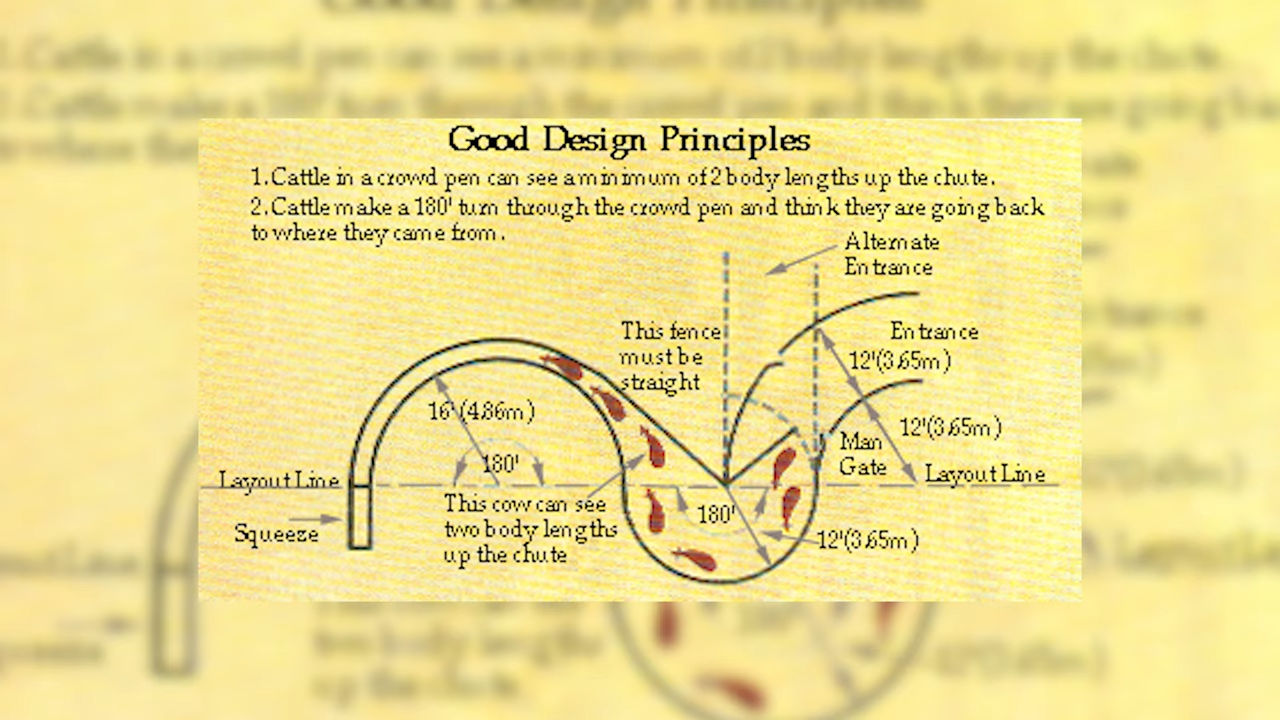 Good Design Principles
1. Cattle in a crowd pen can see a minimum of 2 body lengths up the chute.
2. Cattle make a 180' turn through the crowd pen and think they are going back
to where they came from.
Alternate
Entrance
This fence
must be
straight
Entrance
12'(3.65m)
16'(4.86m)
12'(3.65m)
Man
Gate
180'
Layout Line
Layout Line
This cow can see
two body lengths
up the chute
180'
Squeeze
12'(3.65m)